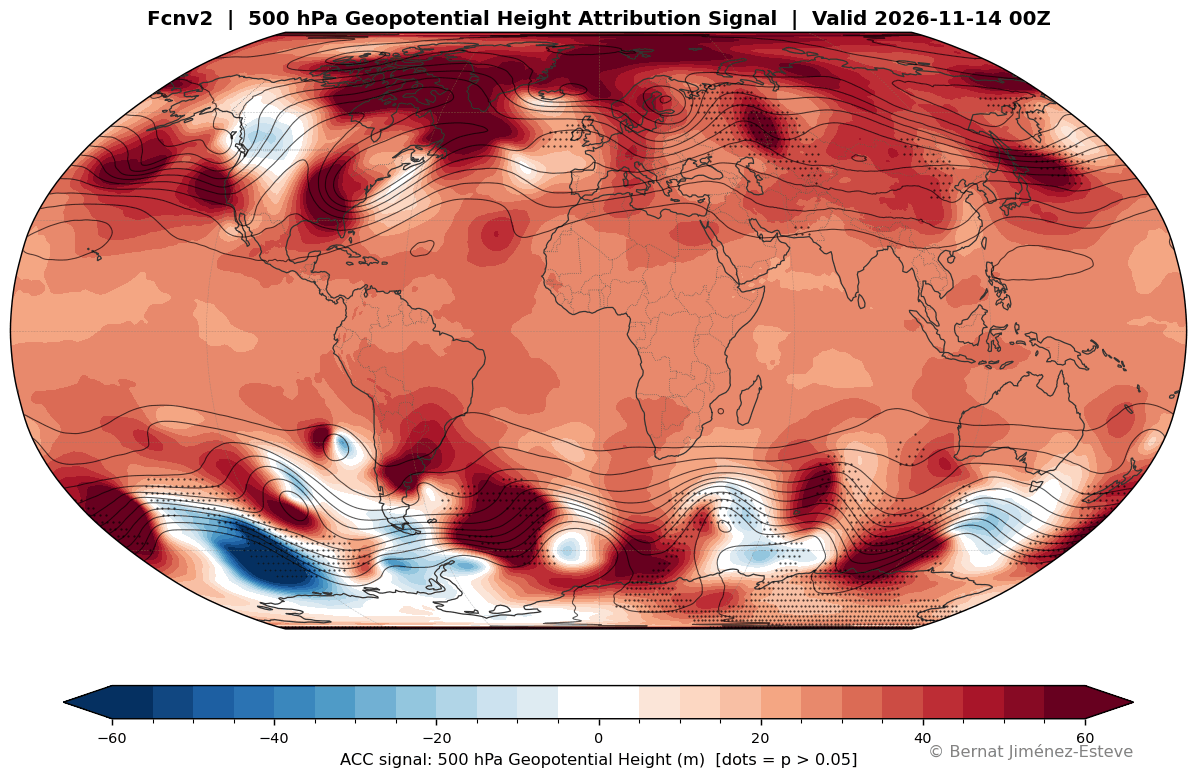 Fcnv2 | 500 hPa Geopotential Height Attribution Signal | Valid 2026-11-14 00Z
−60 −40 −20 0 20 40 60
ACC signal: 500 hPa Geopotential Height (m) [dots = p > 0.05]
© Bernat Jiménez-Esteve